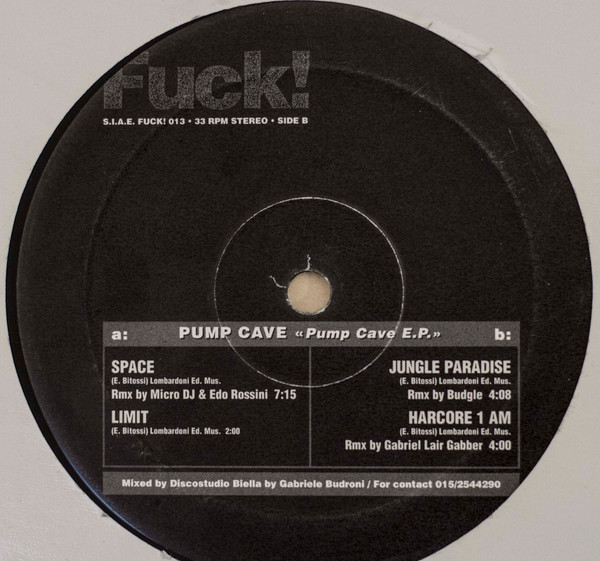 Fuck!
S.I.A.E. FUCK! 013 • 33 RPM STEREO • SIDE B
a: PUMP CAVE «Pump Cave E.P.» b:
SPACE
(E. Bitossi) Lombardoni Ed. Mus.
Rmx by Micro DJ & Edo Rossini 7:15
LIMIT
(E. Bitossi) Lombardoni Ed. Mus. 2:00
JUNGLE PARADISE
(E. Bitossi) Lombardoni Ed. Mus.
Rmx by Budgle 4:08
HARCORE 1 AM
(E. Bitossi) Lombardoni Ed. Mus.
Rmx by Gabriel Lair Gabber 4:00
Mixed by Discostudio Biella by Gabriele Budroni / For contact 015/2544290